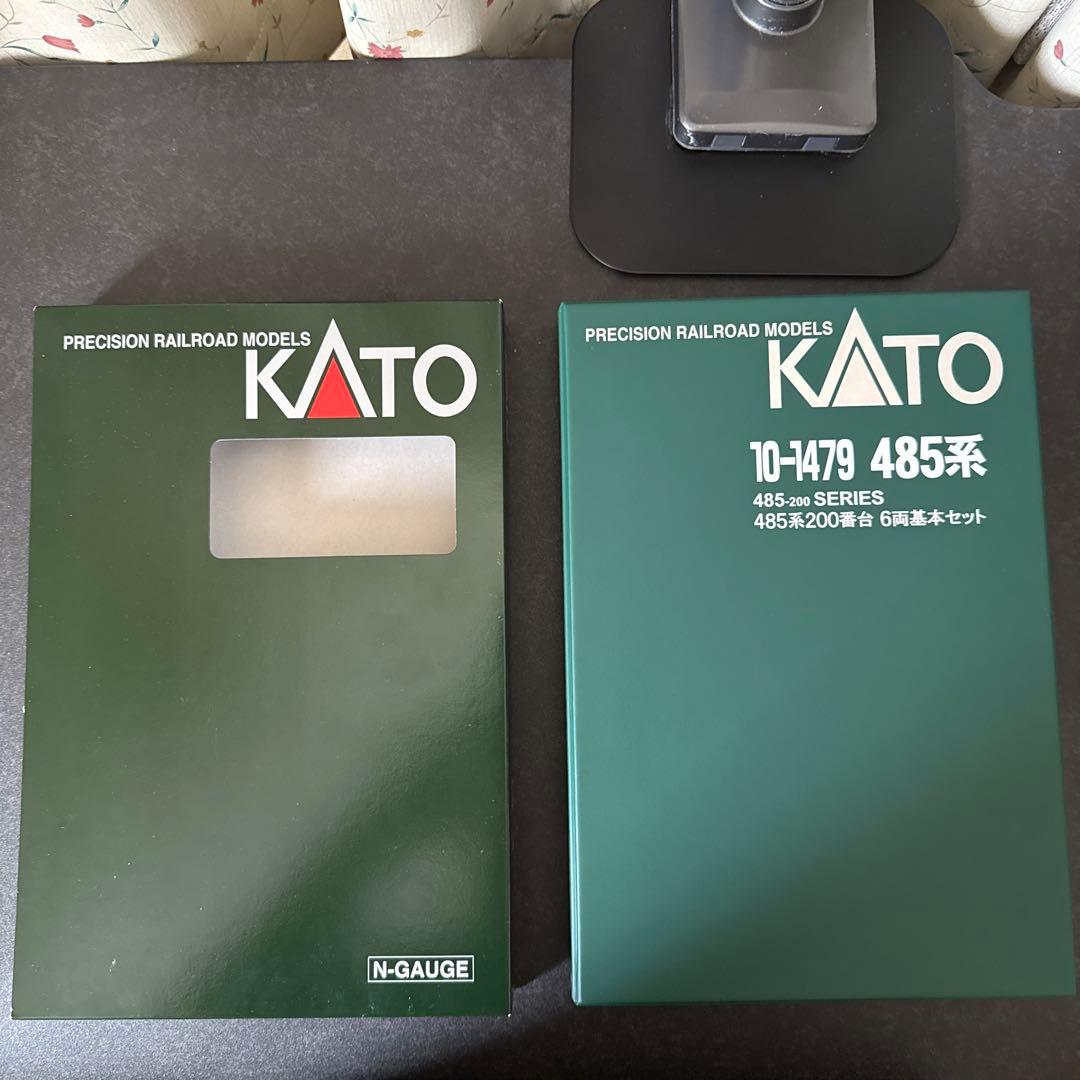 PRECISION RAILROAD MODELS
KATO
N-GAUGE
PRECISION RAILROAD MODELS
KATO
10-1479 485系
485-200 SERIES
485系200番台 6両基本セット